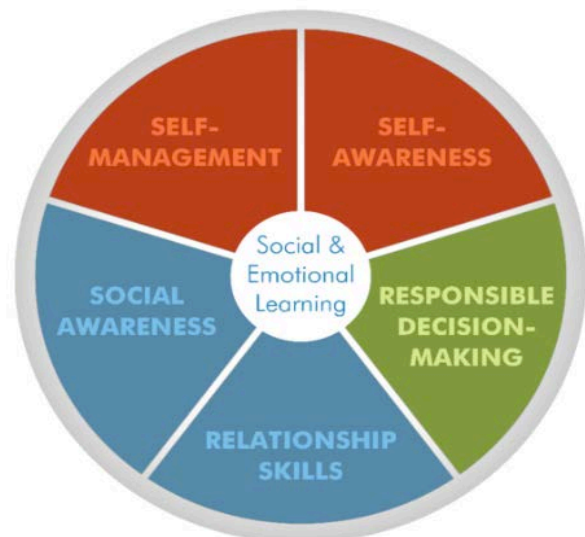 SELF-
MANAGEMENT
SELF-
AWARENESS
Social &
Emotional
Learning
SOCIAL
AWARENESS
RESPONSIBLE
DECISION-
MAKING
RELATIONSHIP
SKILLS